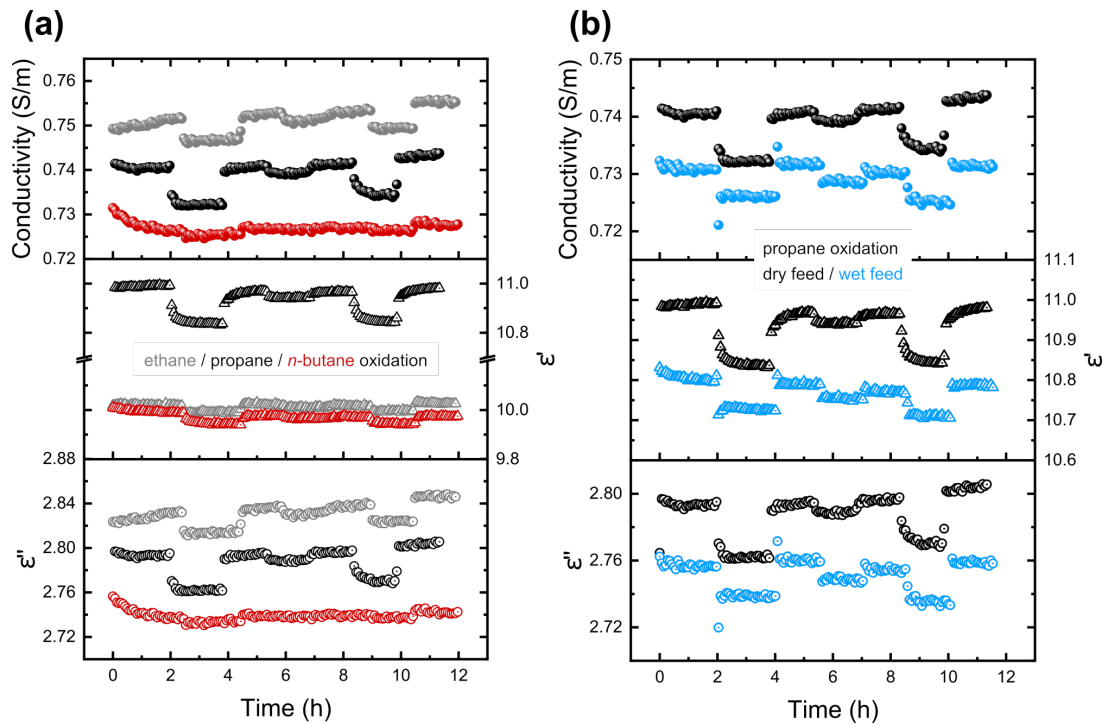 (a)
Conductivity (S/m)
0.76
0.75
0.74
0.73
0.72
11.0
10.8
ethane / propane / n-butane oxidation
ε'
10.0
9.8
2.88
2.84
2.80
2.76
2.72
ε''
0 2 4 6 8 10 12
Time (h)
(b)
Conductivity (S/m)
0.75
0.74
0.73
0.72
propane oxidation
dry feed / wet feed
11.1
11.0
10.9
10.8
10.7
10.6
ε'
2.80
2.76
2.72
ε''
0 2 4 6 8 10 12
Time (h)